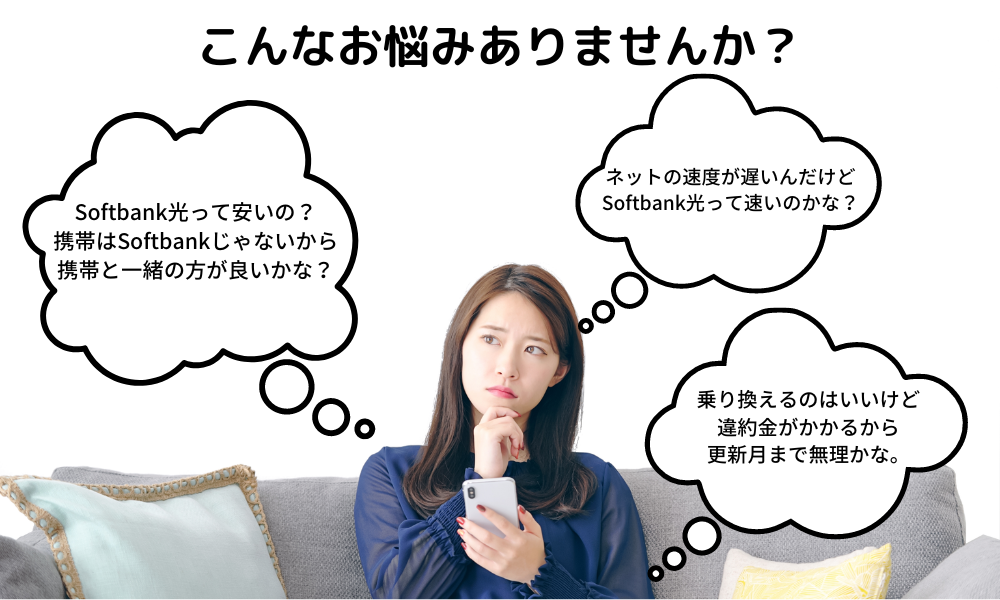 こんなお悩みありませんか？
Softbank光って安いの？
携帯はSoftbankじゃないから
携帯と一緒の方が良いかな？
ネットの速度が遅いんだけど
Softbank光って速いのかな？
乗り換えるのはいいけど
違約金がかかるから
更新月まで無理かな。